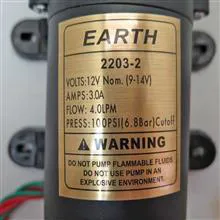 EARTH
2203-2
VOLTS:12V Nom.(9-14V)
AMPS:3.0A
FLOW:4.0LPM
PRESS:100PSI(6.8Bar)Cutoff
WARNING
DO NOT PUMP FLAMMABLE FLUIDS.
DO NOT USE PUMP IN AN
EXPLOSIVE ENVIRONMENT.